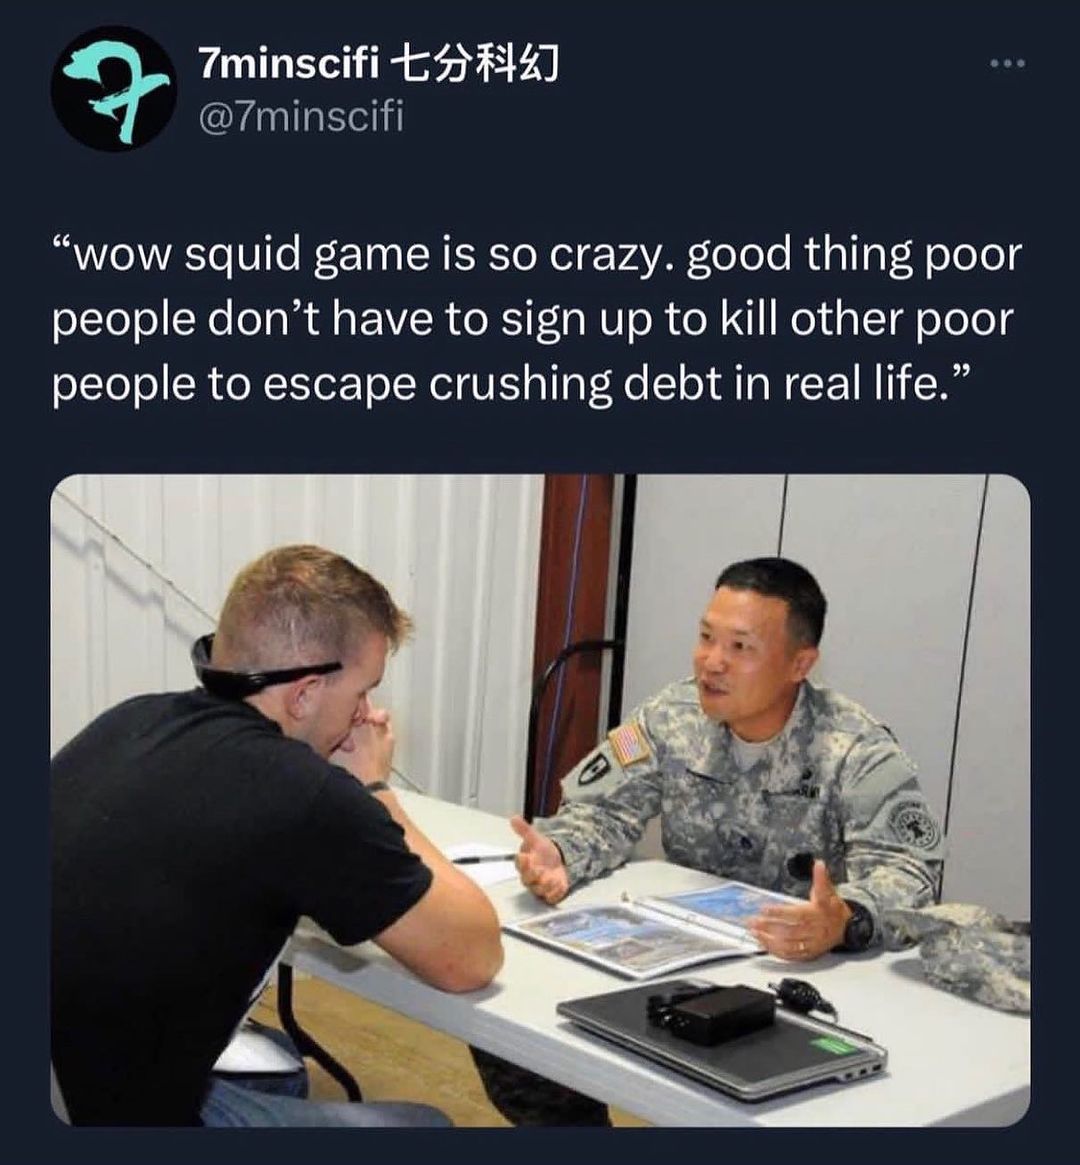 7minscifi 七分科幻
@7minscifi
“wow squid game is so crazy. good thing poor
people don’t have to sign up to kill other poor
people to escape crushing debt in real life.”